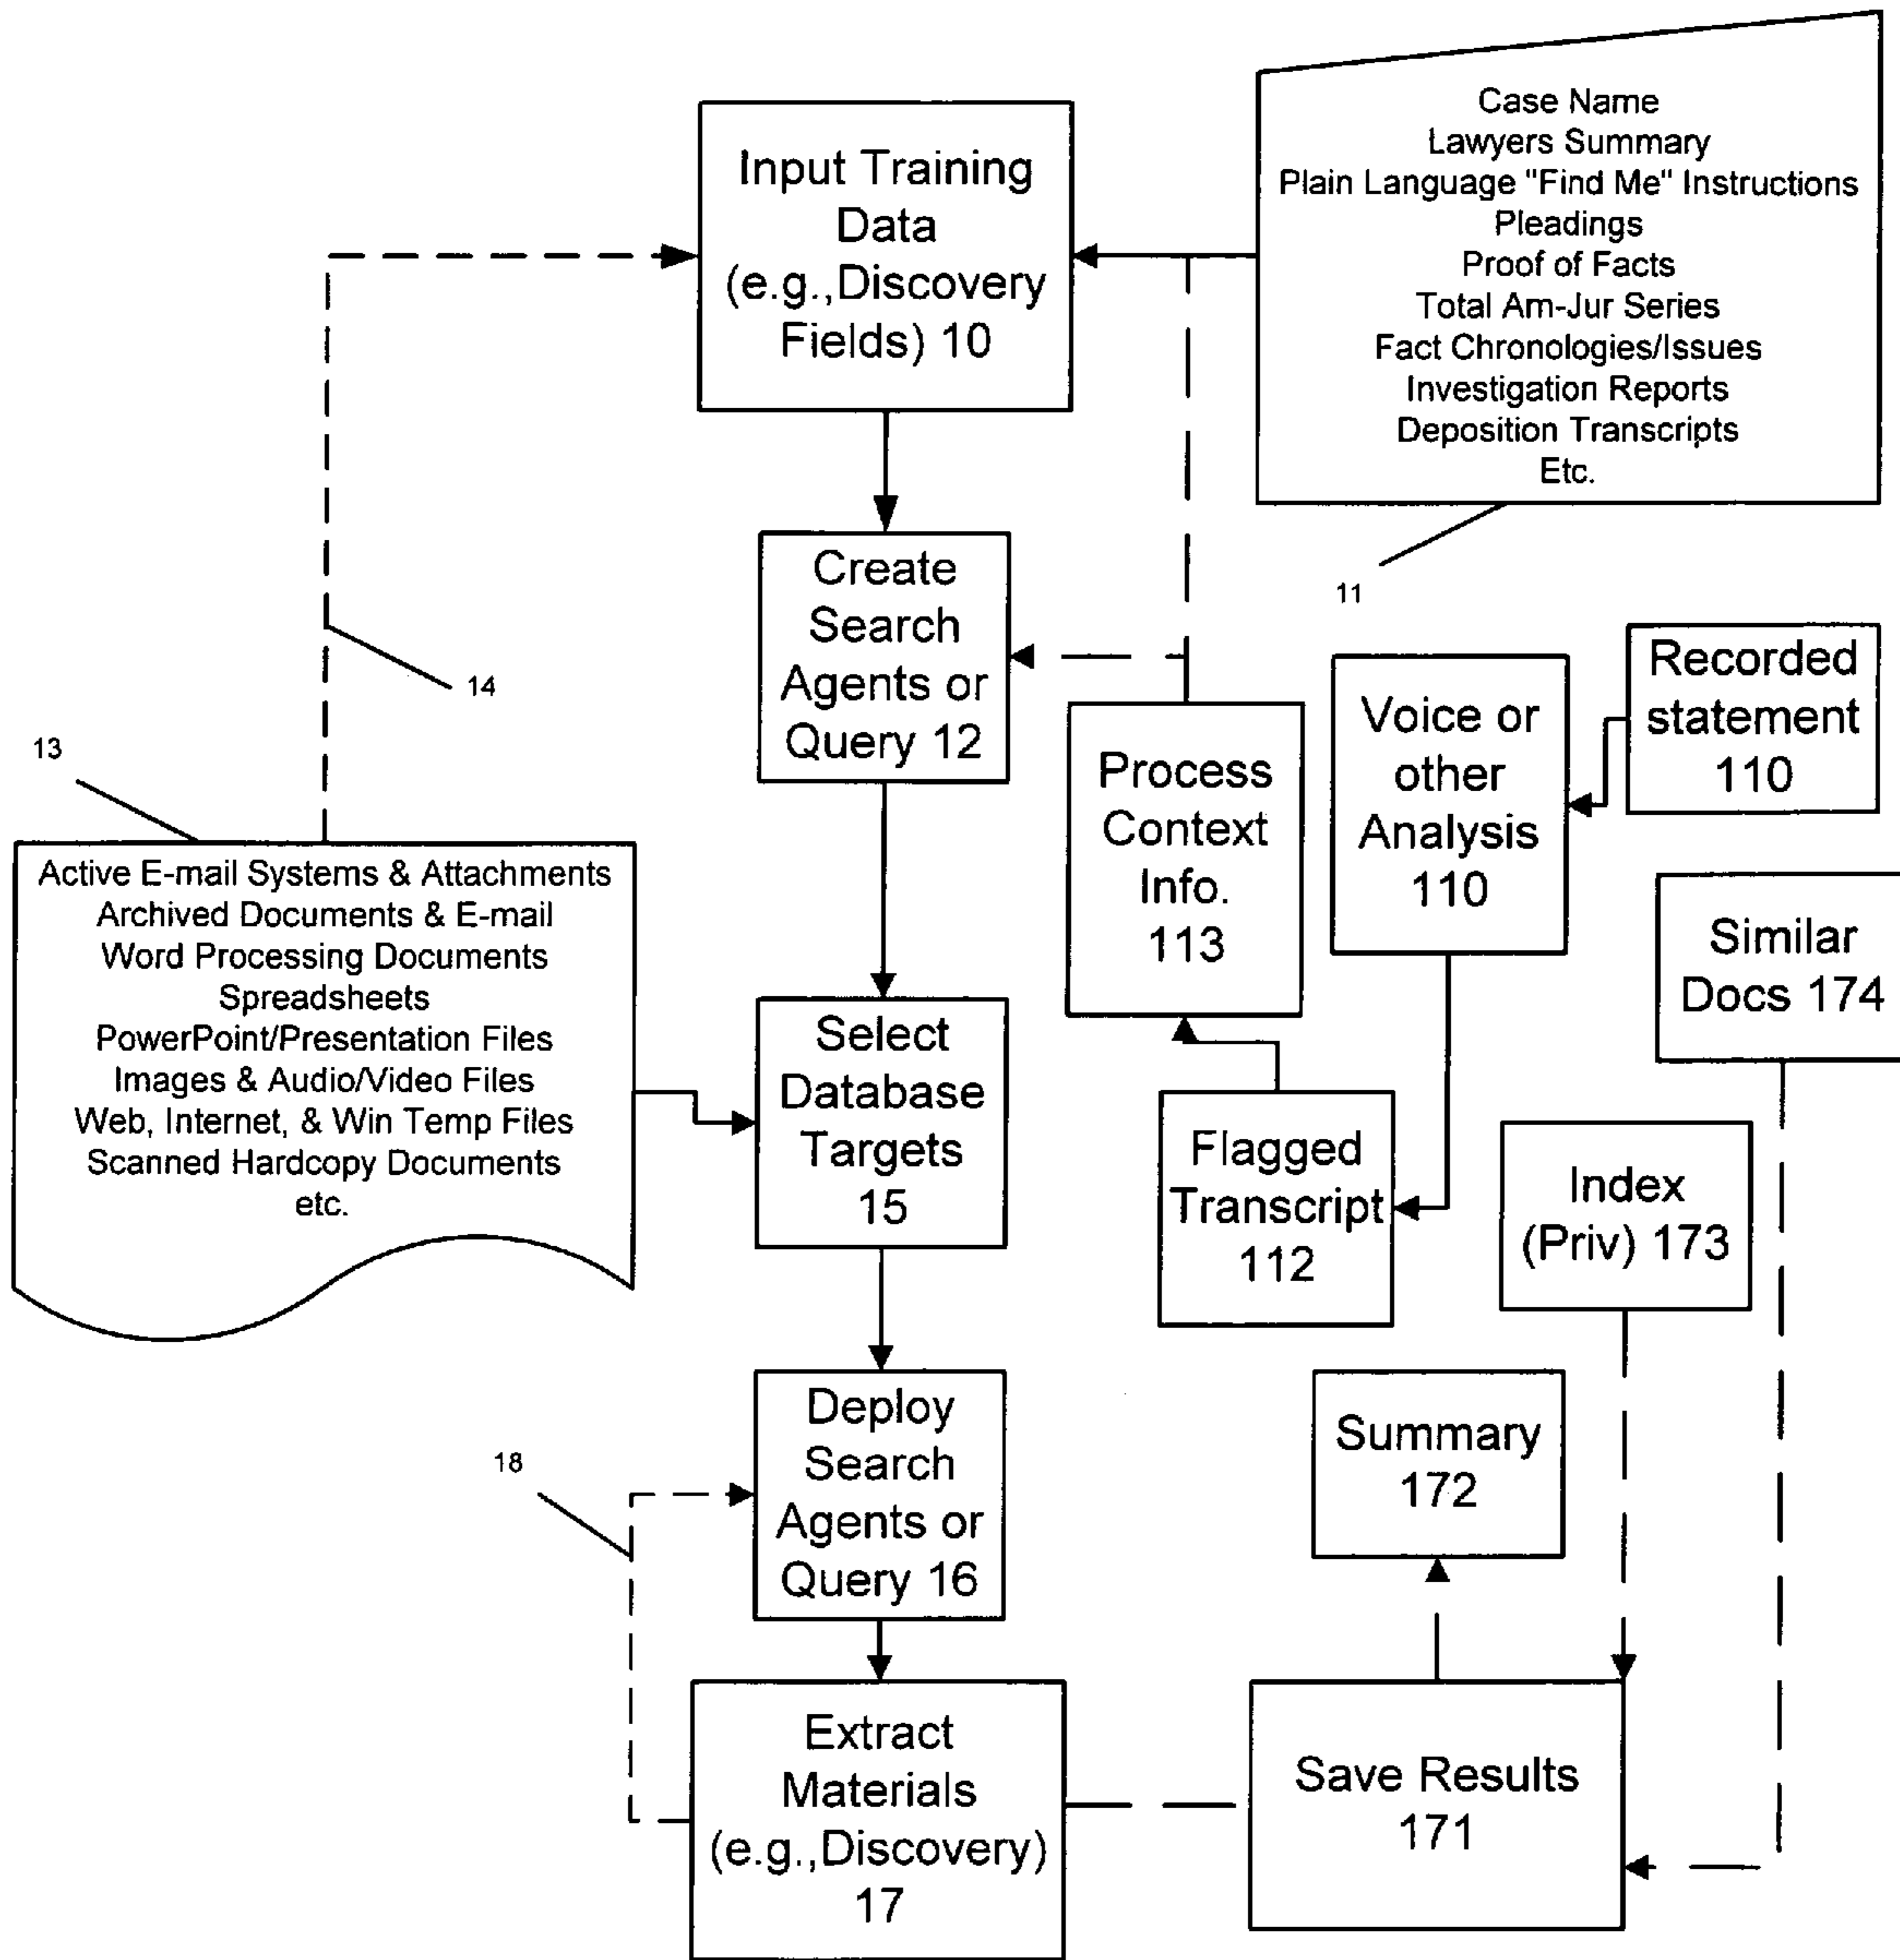 Case Name
Lawyers Summary
Plain Language "Find Me" Instructions
Pleadings
Proof of Facts
Total Am-Jur Series
Fact Chronologies/Issues
Investigation Reports
Deposition Transcripts
Etc.
11
Input Training
Data
(e.g.,Discovery
Fields) 10
Create
Search
Agents or
Query 12
14
13
Active E-mail Systems & Attachments
Archived Documents & E-mail
Word Processing Documents
Spreadsheets
PowerPoint/Presentation Files
Images & Audio/Video Files
Web, Internet, & Win Temp Files
Scanned Hardcopy Documents
etc.
Recorded
statement
110
Voice or
other
Analysis
110
Process
Context
Info.
113
Flagged
Transcript
112
Similar
Docs 174
Index
(Priv) 173
Select
Database
Targets
15
Deploy
Search
Agents or
Query 16
18
Summary
172
Extract
Materials
(e.g.,Discovery)
17
Save Results
171